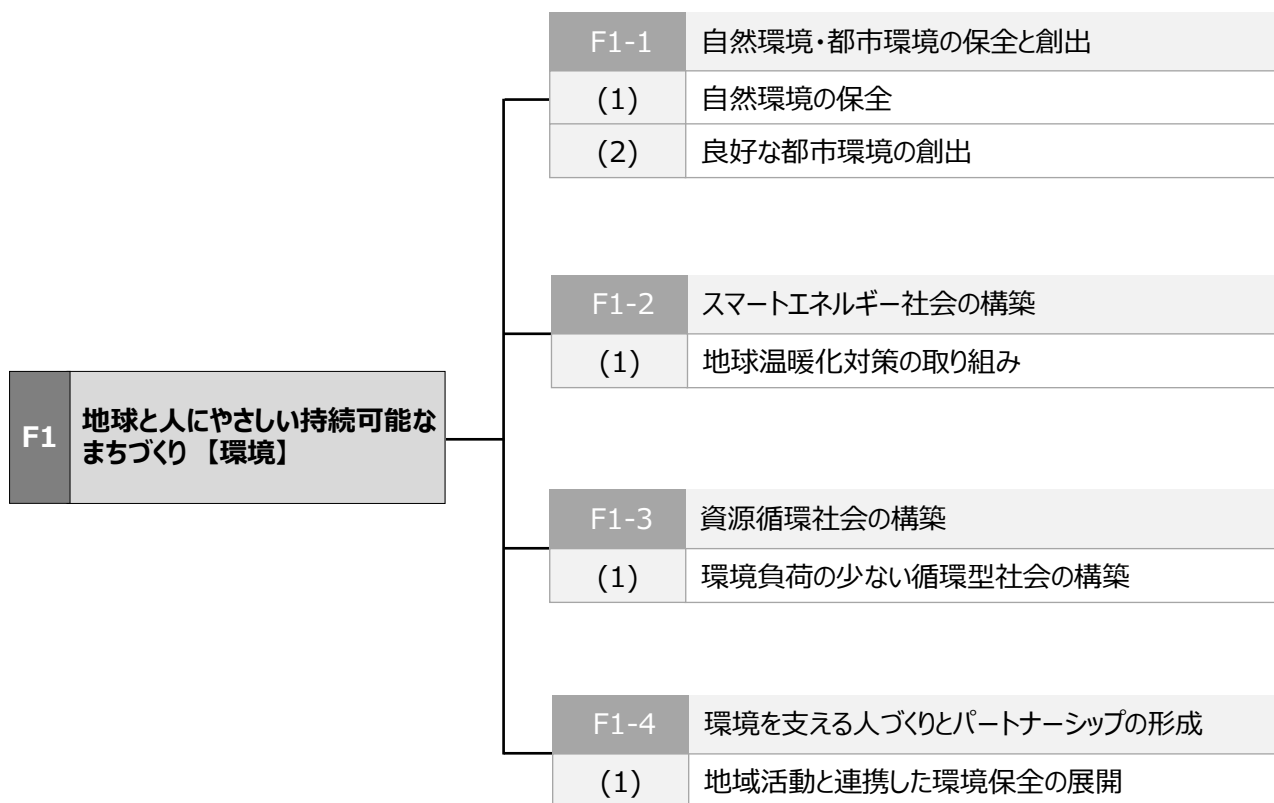 F1-1 自然環境・都市環境の保全と創出
(1) 自然環境の保全
(2) 良好な都市環境の創出
F1-2 スマートエネルギー社会の構築
(1) 地球温暖化対策の取り組み
F1 地球と人にやさしい持続可能な
まちづくり 【環境】
F1-3 資源循環社会の構築
(1) 環境負荷の少ない循環型社会の構築
F1-4 環境を支える人づくりとパートナーシップの形成
(1) 地域活動と連携した環境保全の展開